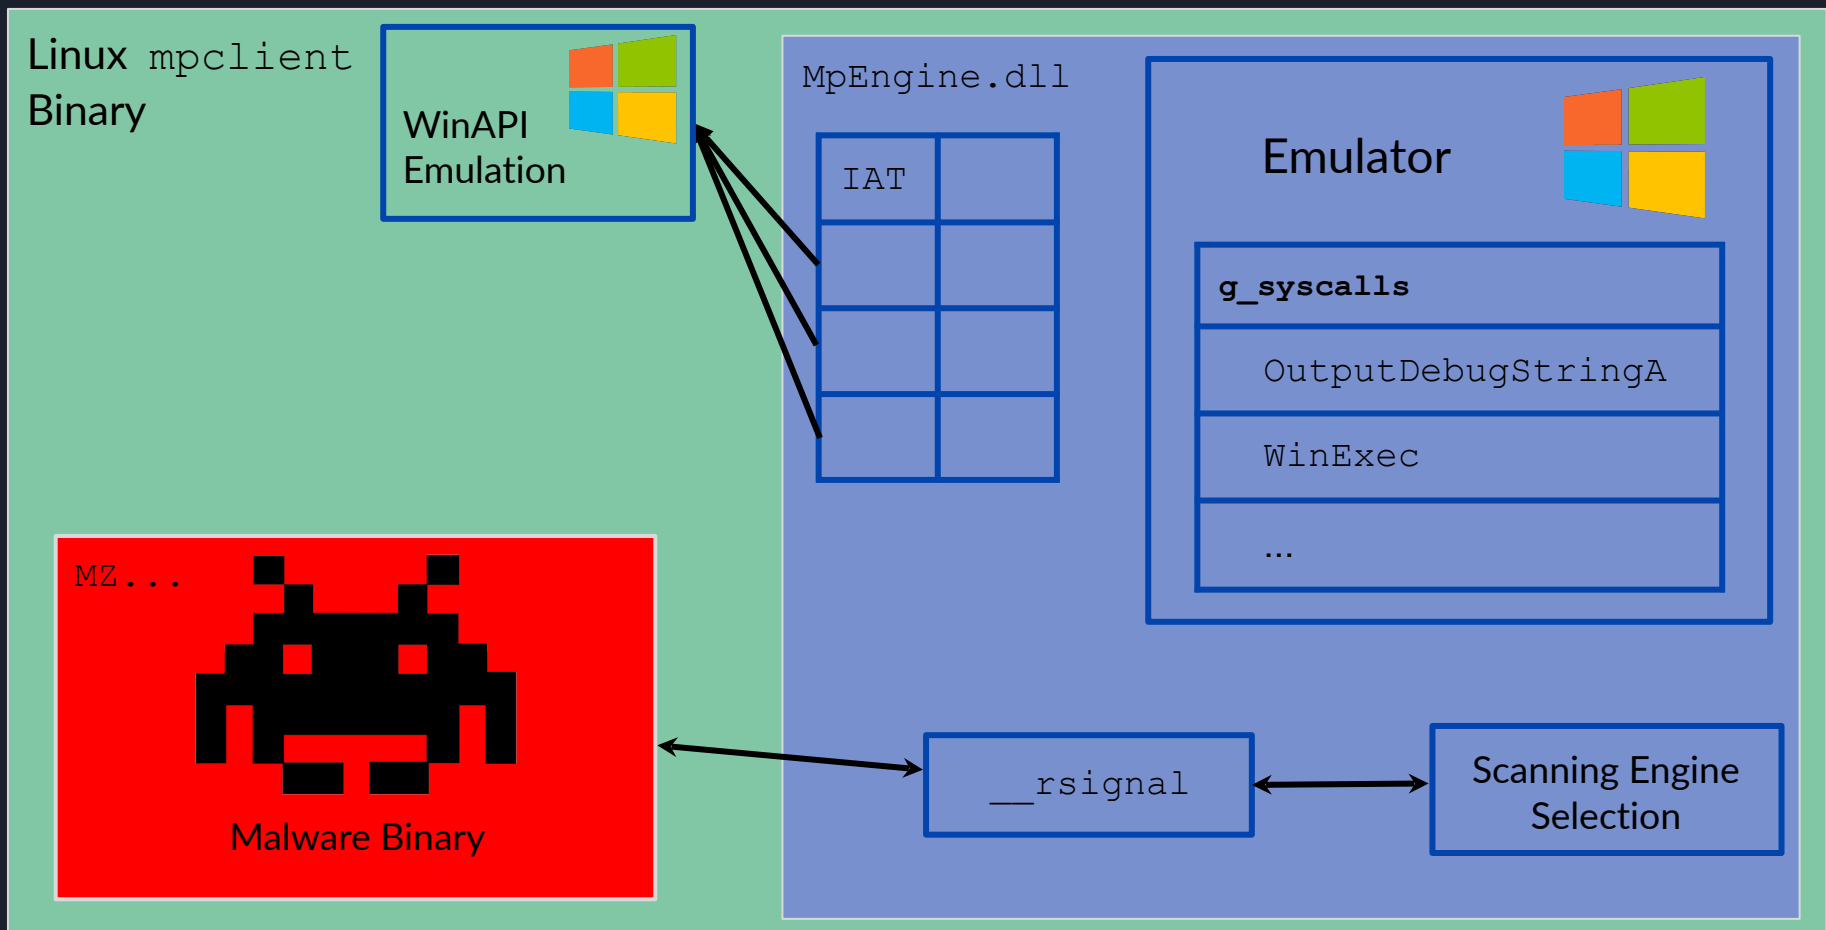 Linux mpclient
Binary
WinAPI
Emulation
MpEngine.dll
IAT
Emulator
g_syscalls
OutputDebugStringA
WinExec
...
MZ...
Malware Binary
__rsignal
Scanning Engine
Selection